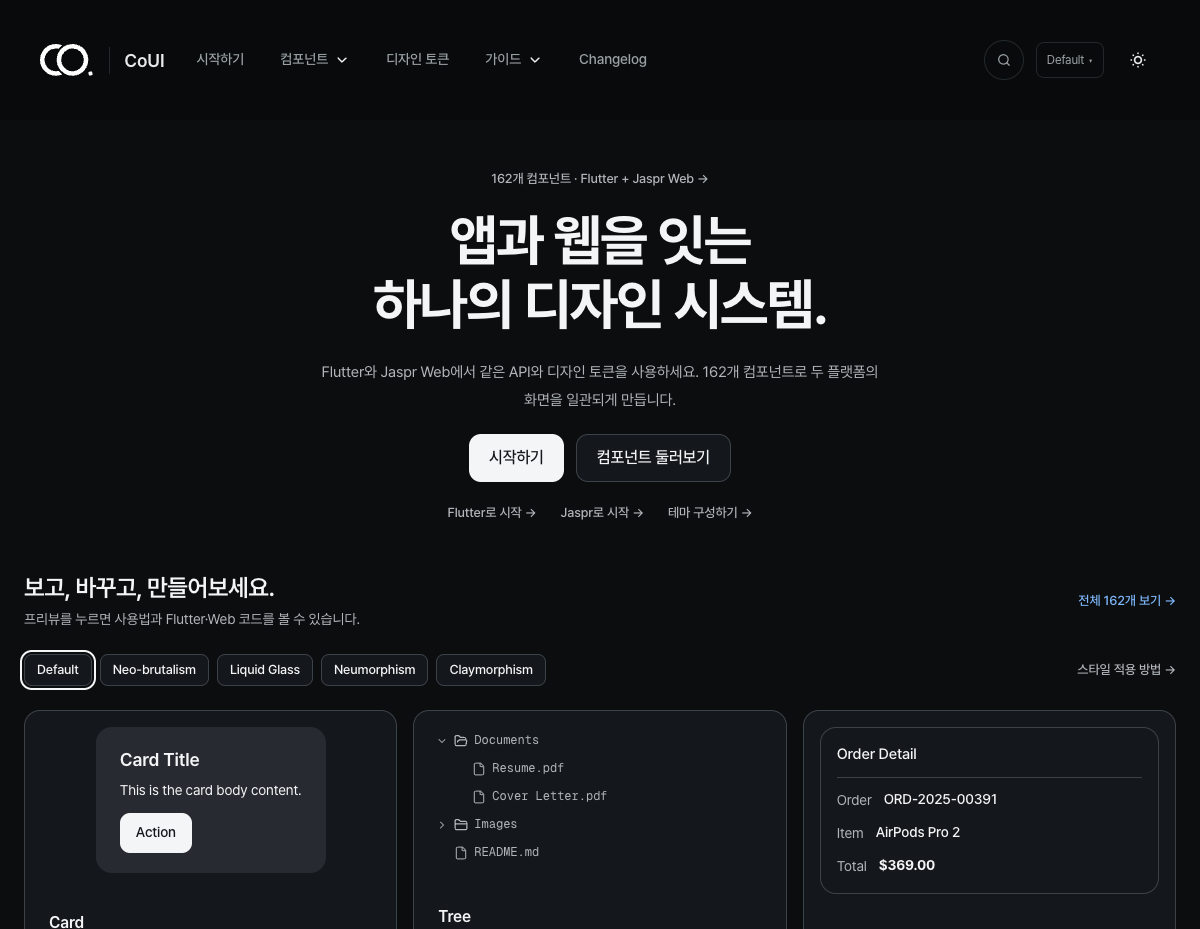 CO.
CoUI
시작하기
컴포넌트
디자인 토큰
가이드
Changelog
Default
162개 컴포넌트 · Flutter + Jaspr Web →
앱과 웹을 잇는
하나의 디자인 시스템.
Flutter와 Jaspr Web에서 같은 API와 디자인 토큰을 사용하세요. 162개 컴포넌트로 두 플랫폼의
화면을 일관되게 만듭니다.
시작하기
컴포넌트 둘러보기
Flutter로 시작 →
Jaspr로 시작 →
테마 구성하기 →
보고, 바꾸고, 만들어보세요.
전체 162개 보기 →
프리뷰를 누르면 사용법과 Flutter·Web 코드를 볼 수 있습니다.
Default
Neo-brutalism
Liquid Glass
Neumorphism
Claymorphism
스타일 적용 방법 →
Card Title
This is the card body content.
Action
Card
Documents
Resume.pdf
Cover Letter.pdf
Images
README.md
Tree
Order Detail
Order ORD-2025-00391
Item AirPods Pro 2
Total $369.00